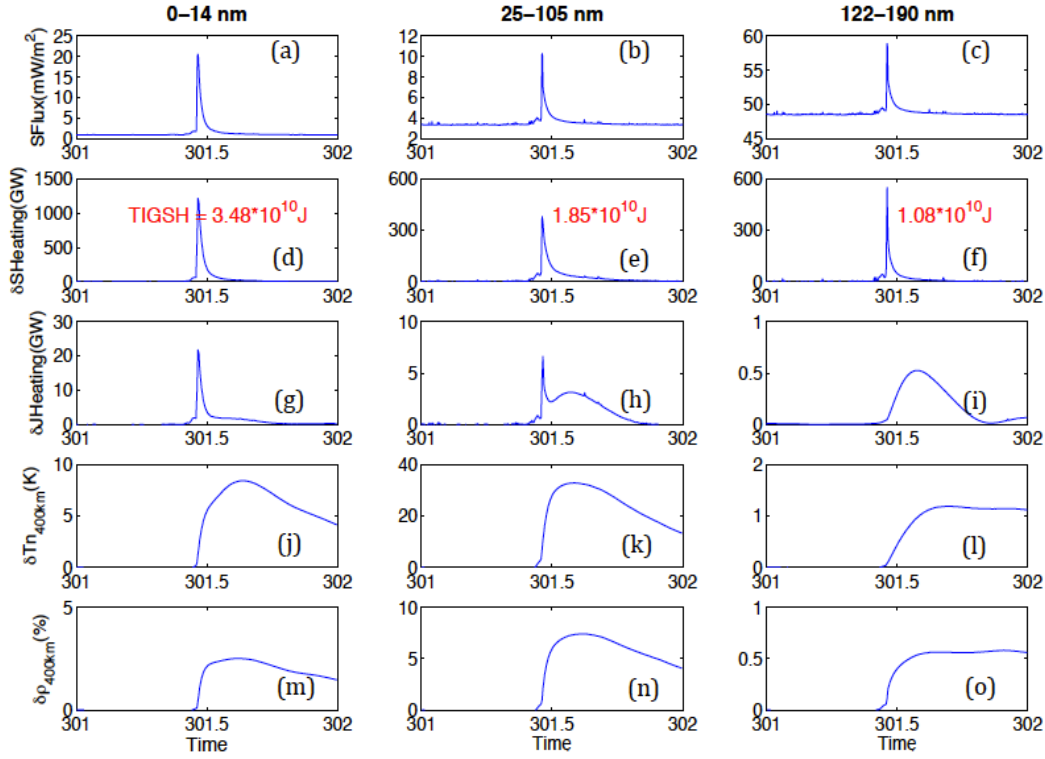 0–14 nm 25–105 nm 122–190 nm
SFlux(mW/m²)
25 20 15 10 5 0
(a)
301 301.5 302
12 10 8 6 4 2
(b)
301 301.5 302
60 55 50 45
(c)
301 301.5 302
δSHeating(GW)
1500 1000 500 0
TIGSH = 3.48*10¹⁰J
(d)
301 301.5 302
600 300 0
1.85*10¹⁰J
(e)
301 301.5 302
600 300 0
1.08*10¹⁰J
(f)
301 301.5 302
δJHeating(GW)
30 20 10 0
(g)
301 301.5 302
10 5 0
(h)
301 301.5 302
1 0.5 0
(i)
301 301.5 302
δTn400km(K)
10 5 0
(j)
301 301.5 302
40 20 0
(k)
301 301.5 302
2 1 0
(l)
301 301.5 302
δρ400km(%)
5 0
(m)
301 301.5 302
Time
10 5 0
(n)
301 301.5 302
Time
1 0.5 0
(o)
301 301.5 302
Time